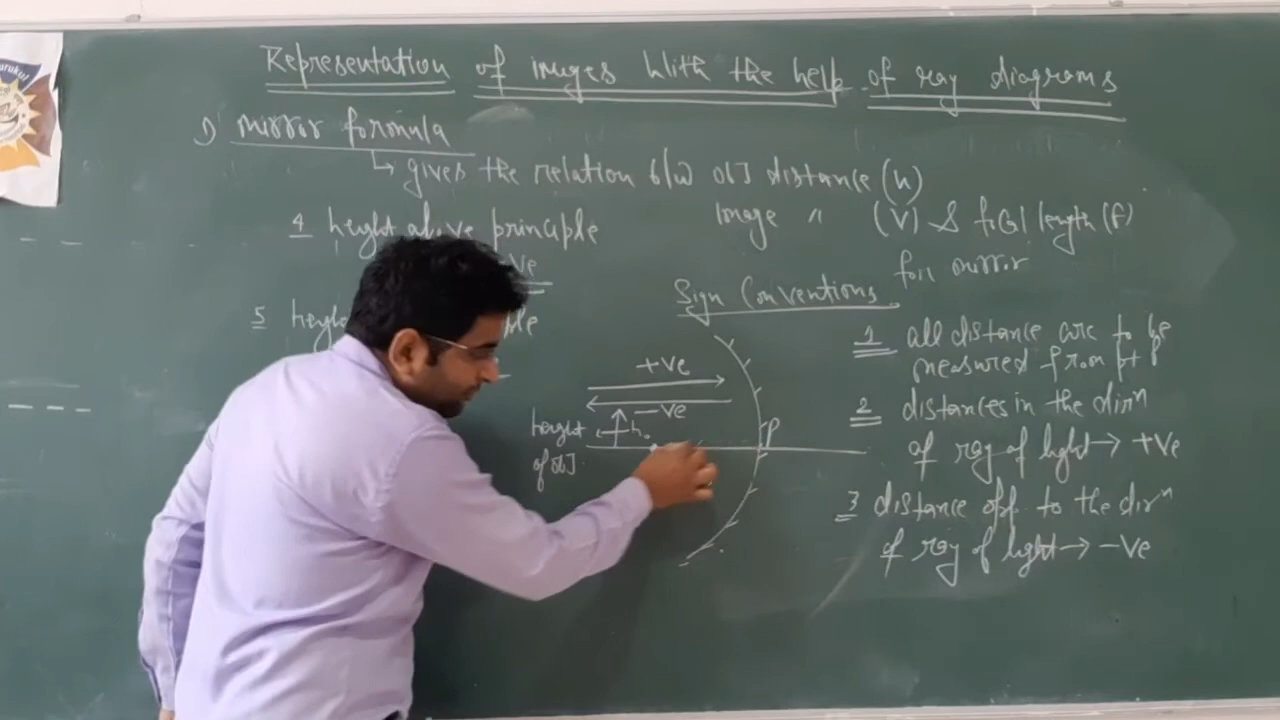 Representation of images With the help of ray diagrams
1) mirror formula
↳ gives the relation b/w obj distance (u)
Image " (V) & focal length (f)
for mirror
4 height above principle
+ve
5 height
Sign Conventions
1 all distance are to be
measured from pt P
2 distances in the dirn
of ray of light → +ve
3 distance opp. to the dirn
of ray of light → -Ve
+ve
-ve
height
of obj
ho
P